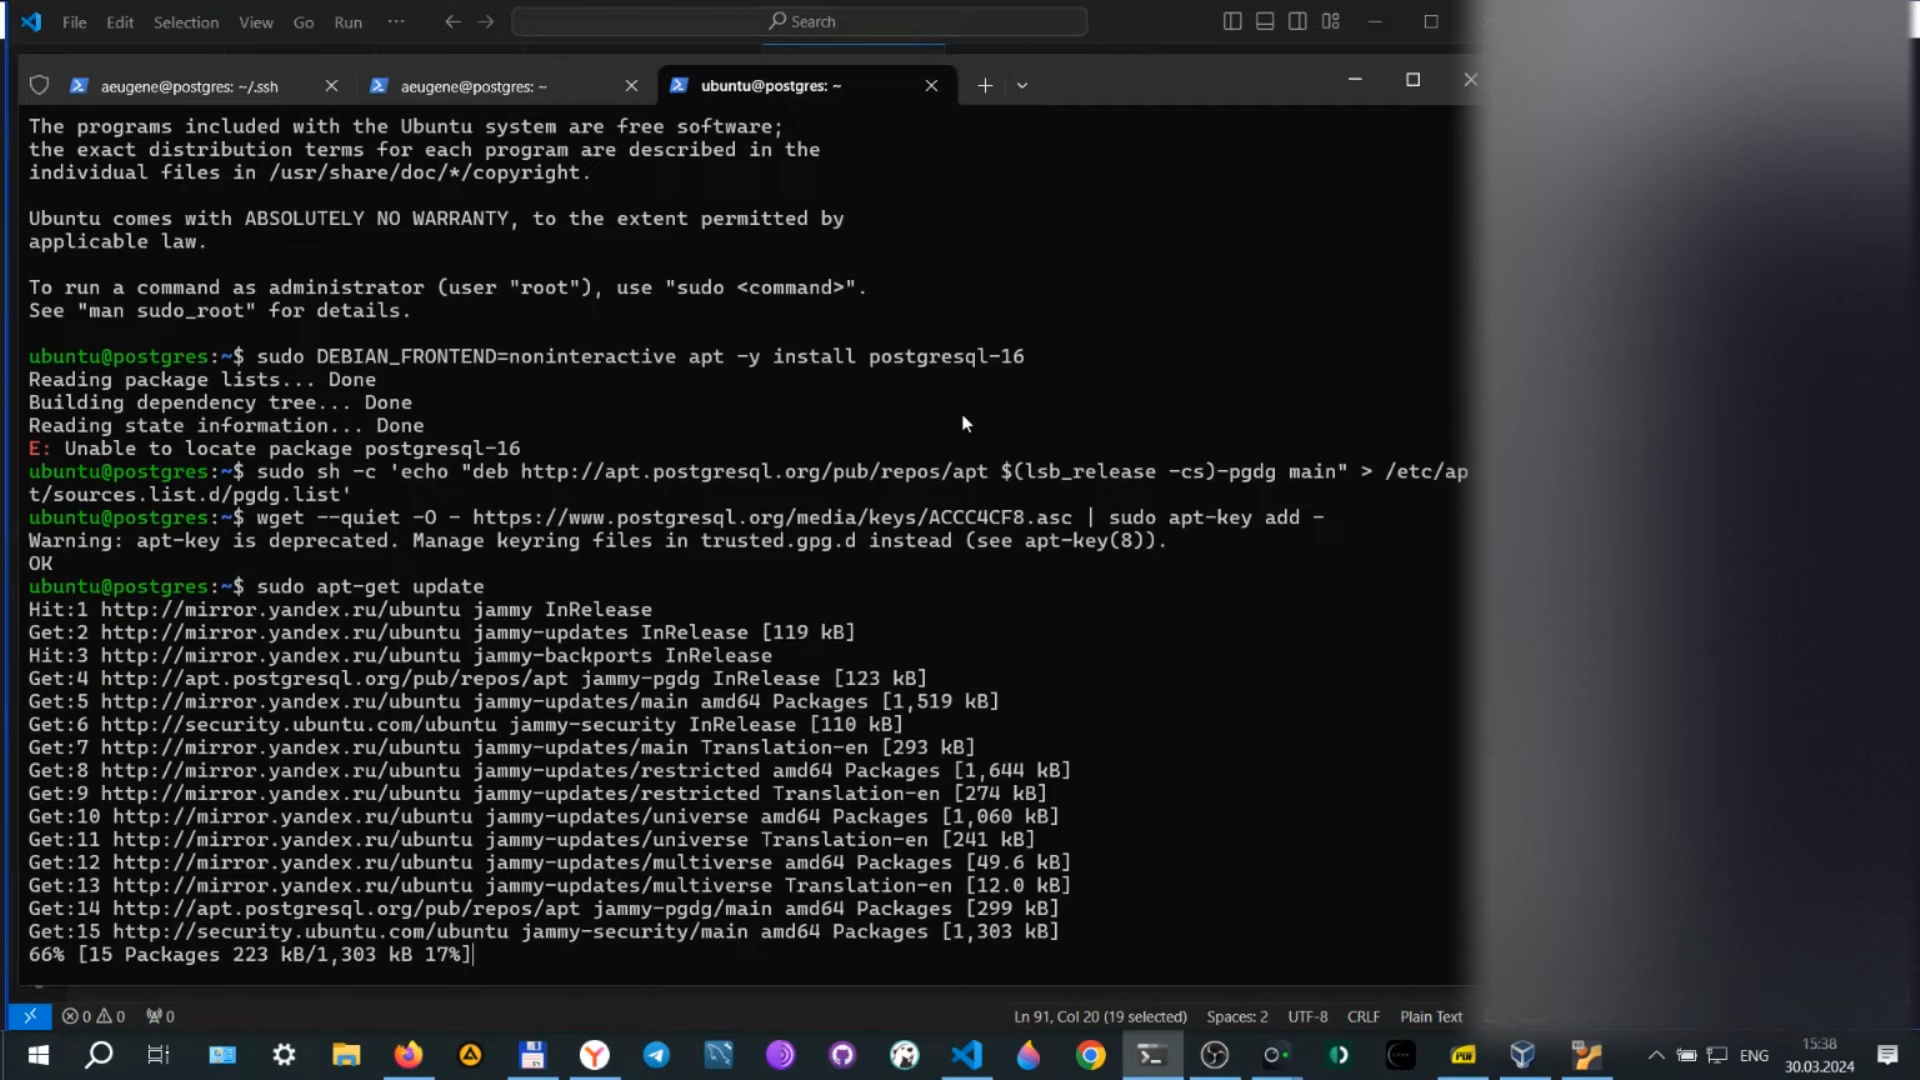 File Edit Selection View Go Run ··· Search
aeugene@postgres: ~/.ssh aeugene@postgres: ~ ubuntu@postgres: ~
The programs included with the Ubuntu system are free software;
the exact distribution terms for each program are described in the
individual files in /usr/share/doc/*/copyright.
Ubuntu comes with ABSOLUTELY NO WARRANTY, to the extent permitted by
applicable law.
To run a command as administrator (user "root"), use "sudo <command>".
See "man sudo_root" for details.
ubuntu@postgres:~$ sudo DEBIAN_FRONTEND=noninteractive apt -y install postgresql-16
Reading package lists... Done
Building dependency tree... Done
Reading state information... Done
E: Unable to locate package postgresql-16
ubuntu@postgres:~$ sudo sh -c 'echo "deb http://apt.postgresql.org/pub/repos/apt $(lsb_release -cs)-pgdg main" > /etc/ap
t/sources.list.d/pgdg.list'
ubuntu@postgres:~$ wget --quiet -O - https://www.postgresql.org/media/keys/ACCC4CF8.asc | sudo apt-key add -
Warning: apt-key is deprecated. Manage keyring files in trusted.gpg.d instead (see apt-key(8)).
OK
ubuntu@postgres:~$ sudo apt-get update
Hit:1 http://mirror.yandex.ru/ubuntu jammy InRelease
Get:2 http://mirror.yandex.ru/ubuntu jammy-updates InRelease [119 kB]
Hit:3 http://mirror.yandex.ru/ubuntu jammy-backports InRelease
Get:4 http://apt.postgresql.org/pub/repos/apt jammy-pgdg InRelease [123 kB]
Get:5 http://mirror.yandex.ru/ubuntu jammy-updates/main amd64 Packages [1,519 kB]
Get:6 http://security.ubuntu.com/ubuntu jammy-security InRelease [110 kB]
Get:7 http://mirror.yandex.ru/ubuntu jammy-updates/main Translation-en [293 kB]
Get:8 http://mirror.yandex.ru/ubuntu jammy-updates/restricted amd64 Packages [1,644 kB]
Get:9 http://mirror.yandex.ru/ubuntu jammy-updates/restricted Translation-en [274 kB]
Get:10 http://mirror.yandex.ru/ubuntu jammy-updates/universe amd64 Packages [1,060 kB]
Get:11 http://mirror.yandex.ru/ubuntu jammy-updates/universe Translation-en [241 kB]
Get:12 http://mirror.yandex.ru/ubuntu jammy-updates/multiverse amd64 Packages [49.6 kB]
Get:13 http://mirror.yandex.ru/ubuntu jammy-updates/multiverse Translation-en [12.0 kB]
Get:14 http://apt.postgresql.org/pub/repos/apt jammy-pgdg/main amd64 Packages [299 kB]
Get:15 http://security.ubuntu.com/ubuntu jammy-security/main amd64 Packages [1,303 kB]
66% [15 Packages 223 kB/1,303 kB 17%]
0 0 0 Ln 91, Col 20 (19 selected) Spaces: 2 UTF-8 CRLF Plain Text
PDF ENG 15:38
30.03.2024